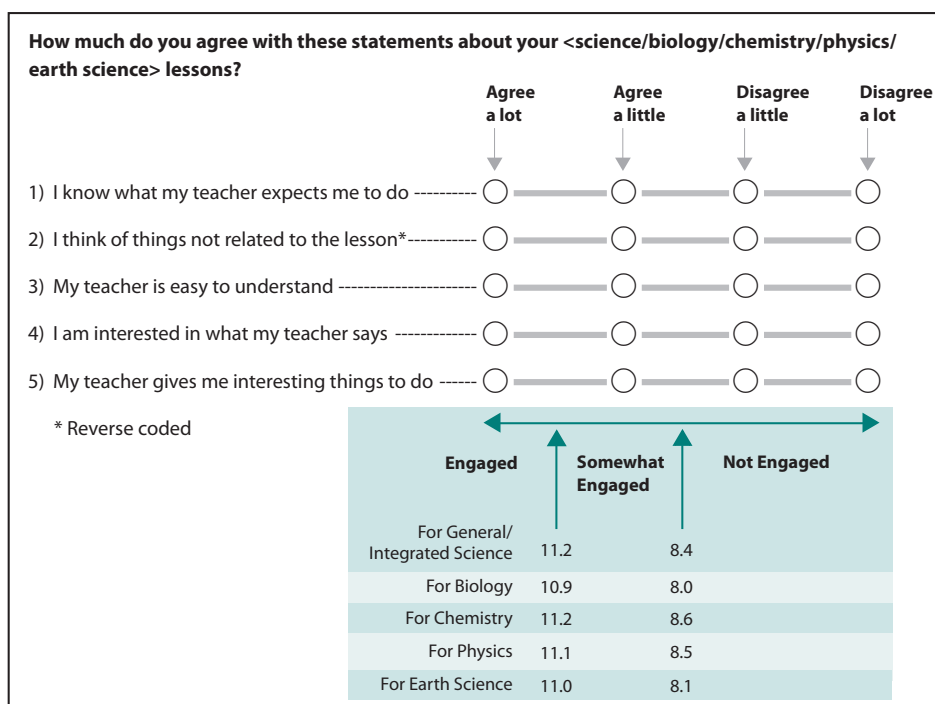 How much do you agree with these statements about your <science/biology/chemistry/physics/
earth science> lessons?
Agree a lot Agree a little Disagree a little Disagree a lot
1) I know what my teacher expects me to do ----------
2) I think of things not related to the lesson*-----------
3) My teacher is easy to understand ---------------------
4) I am interested in what my teacher says -------------
5) My teacher gives me interesting things to do ------
* Reverse coded
Engaged Somewhat Engaged Not Engaged
For General/
Integrated Science 11.2 8.4
For Biology 10.9 8.0
For Chemistry 11.2 8.6
For Physics 11.1 8.5
For Earth Science 11.0 8.1